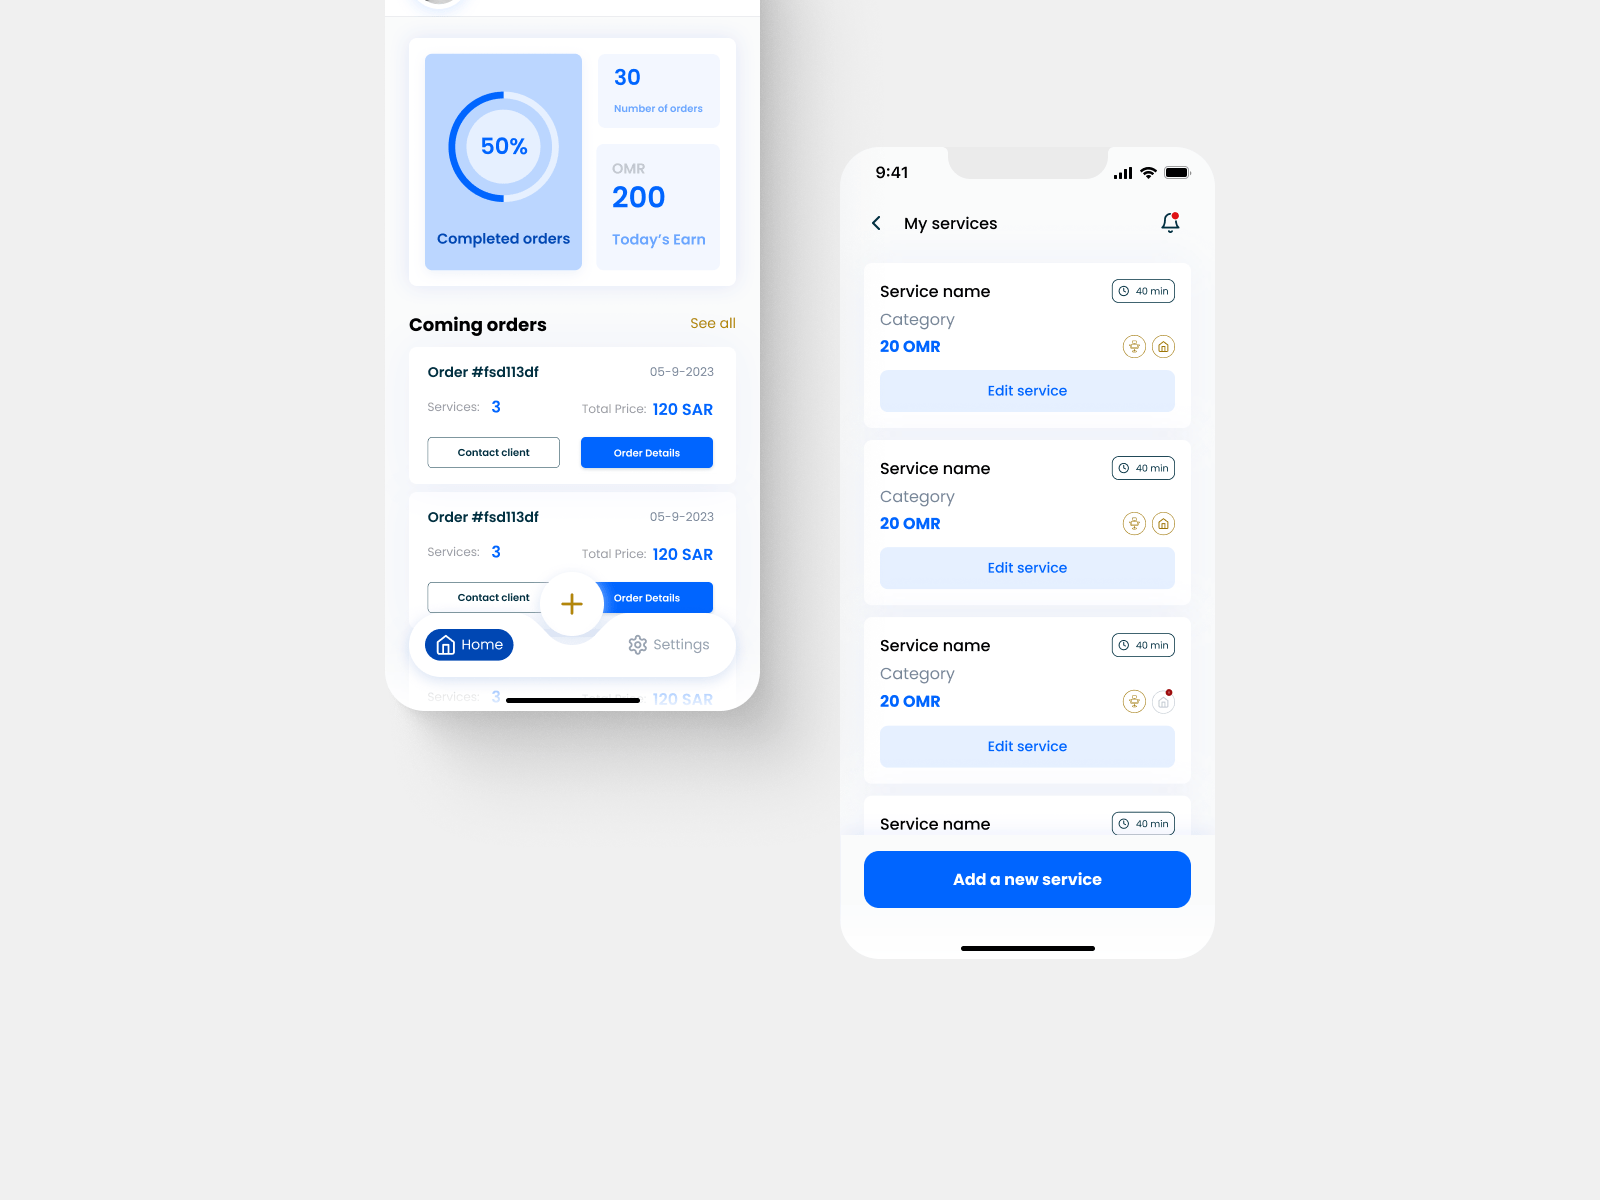 50%
Completed orders
30
Number of orders
OMR
200
Today's Earn
Coming orders
See all
Order #fsd113df
05-9-2023
Services: 3
Total Price: 120 SAR
Contact client
Order Details
Order #fsd113df
05-9-2023
Services: 3
Total Price: 120 SAR
Contact client
Order Details
Home
Settings
Services: 3
Total Price: 120 SAR
9:41
My services
Service name
40 min
Category
20 OMR
Edit service
Service name
40 min
Category
20 OMR
Edit service
Service name
40 min
Category
20 OMR
Edit service
Service name
40 min
Add a new service